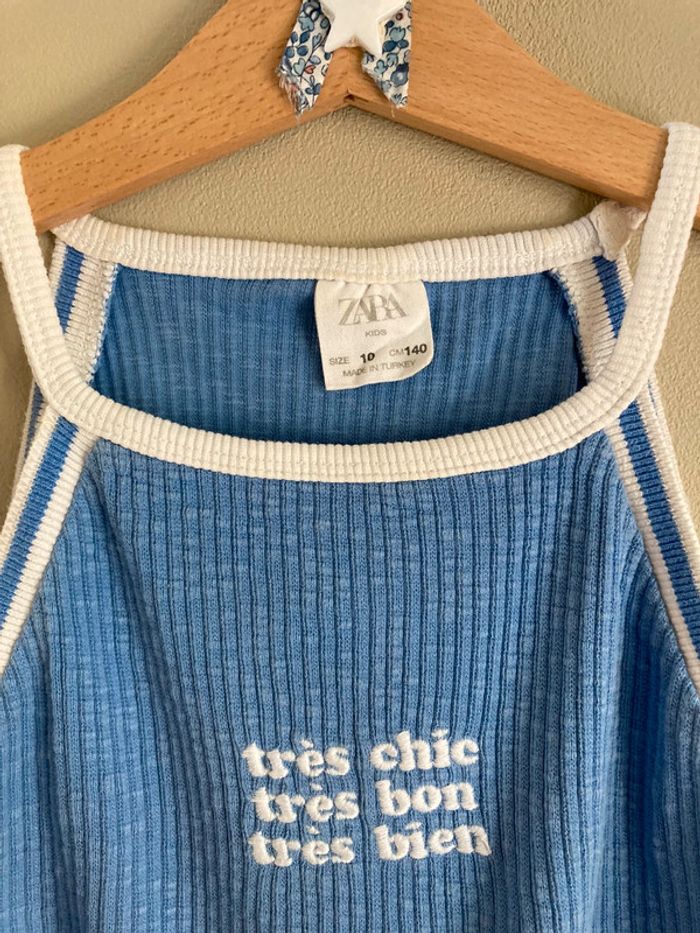 ZARA
KIDS
SIZE 10 CM 140
MADE IN TURKEY
très chic
très bon
très bien